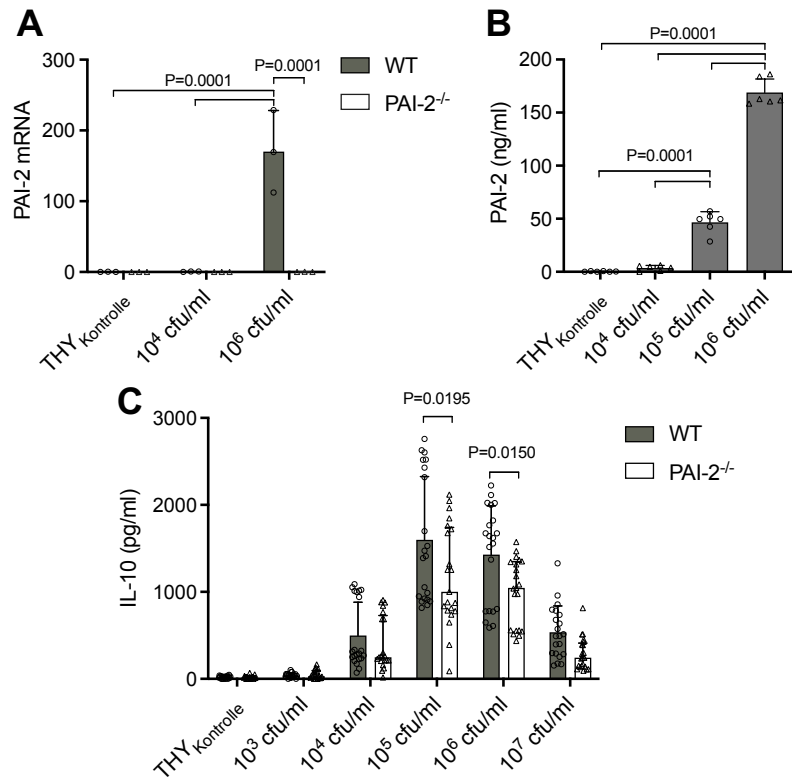 A
PAI-2 mRNA
300
200
100
0
P=0.0001
P=0.0001
WT
PAI-2-/-
THY Kontrolle
10⁴ cfu/ml
10⁶ cfu/ml
B
PAI-2 (ng/ml)
200
150
100
50
0
P=0.0001
P=0.0001
THY Kontrolle
10⁴ cfu/ml
10⁵ cfu/ml
10⁶ cfu/ml
C
IL-10 (pg/ml)
3000
2000
1000
0
P=0.0195
P=0.0150
WT
PAI-2-/-
THY Kontrolle
10³ cfu/ml
10⁴ cfu/ml
10⁵ cfu/ml
10⁶ cfu/ml
10⁷ cfu/ml